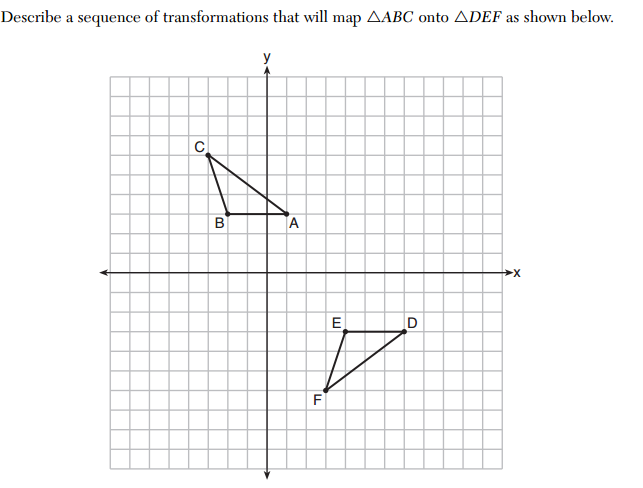 Describe a sequence of transformations that will map △ABC onto △DEF as shown below.
y
C
B
A
x
E
D
F